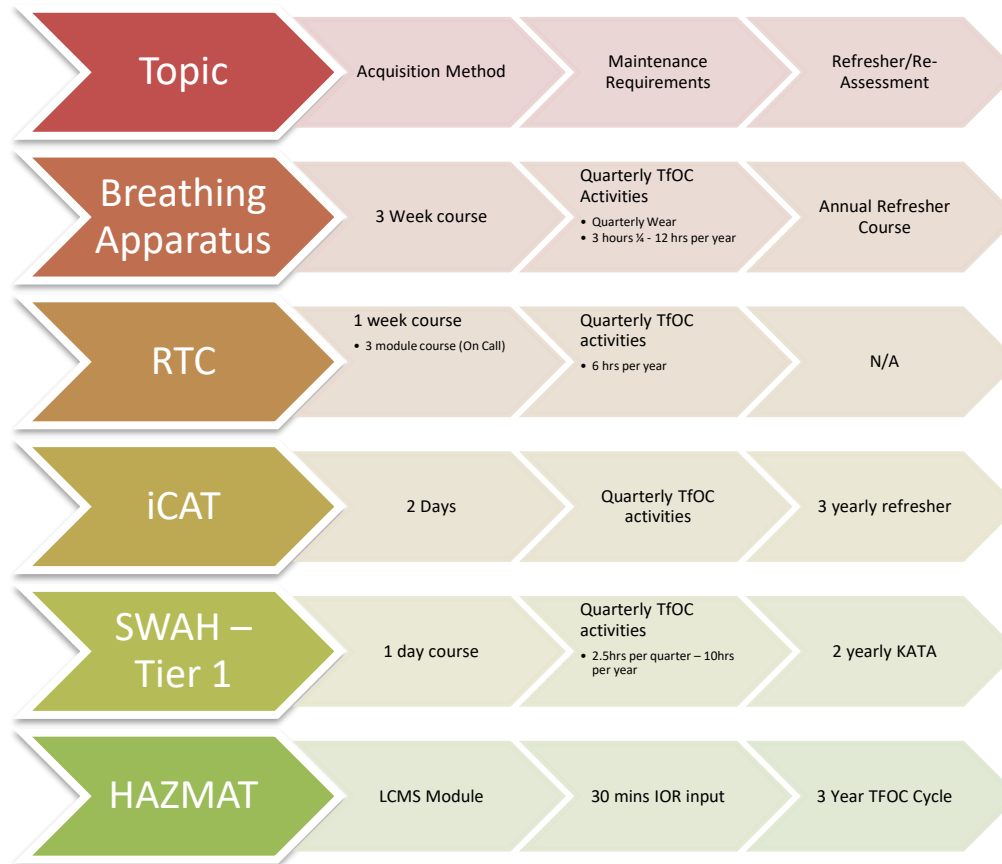 Topic
Acquisition Method
Maintenance
Requirements
Refresher/Re-
Assessment
Breathing
Apparatus
3 Week course
Quarterly TfOC
Activities
• Quarterly Wear
• 3 hours ¼ - 12 hrs per year
Annual Refresher
Course
RTC
1 week course
• 3 module course (On Call)
Quarterly TfOC
activities
• 6 hrs per year
N/A
iCAT
2 Days
Quarterly TfOC
activities
3 yearly refresher
SWAH –
Tier 1
1 day course
Quarterly TfOC
activities
• 2.5hrs per quarter – 10hrs
per year
2 yearly KATA
HAZMAT
LCMS Module
30 mins IOR input
3 Year TFOC Cycle